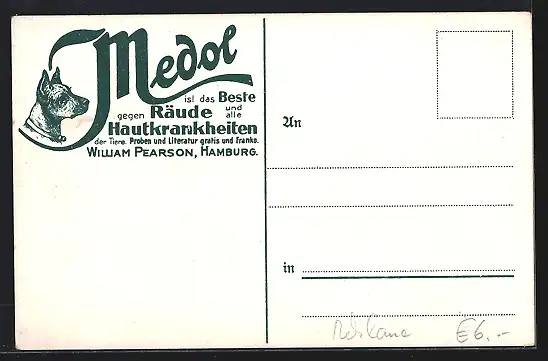 Medol
ist das Beste
gegen Räude und alle
Hautkrankheiten
der Tiere. Proben und Literatur gratis und franko.
WILLIAM PEARSON, HAMBURG.
An
in
€6.-